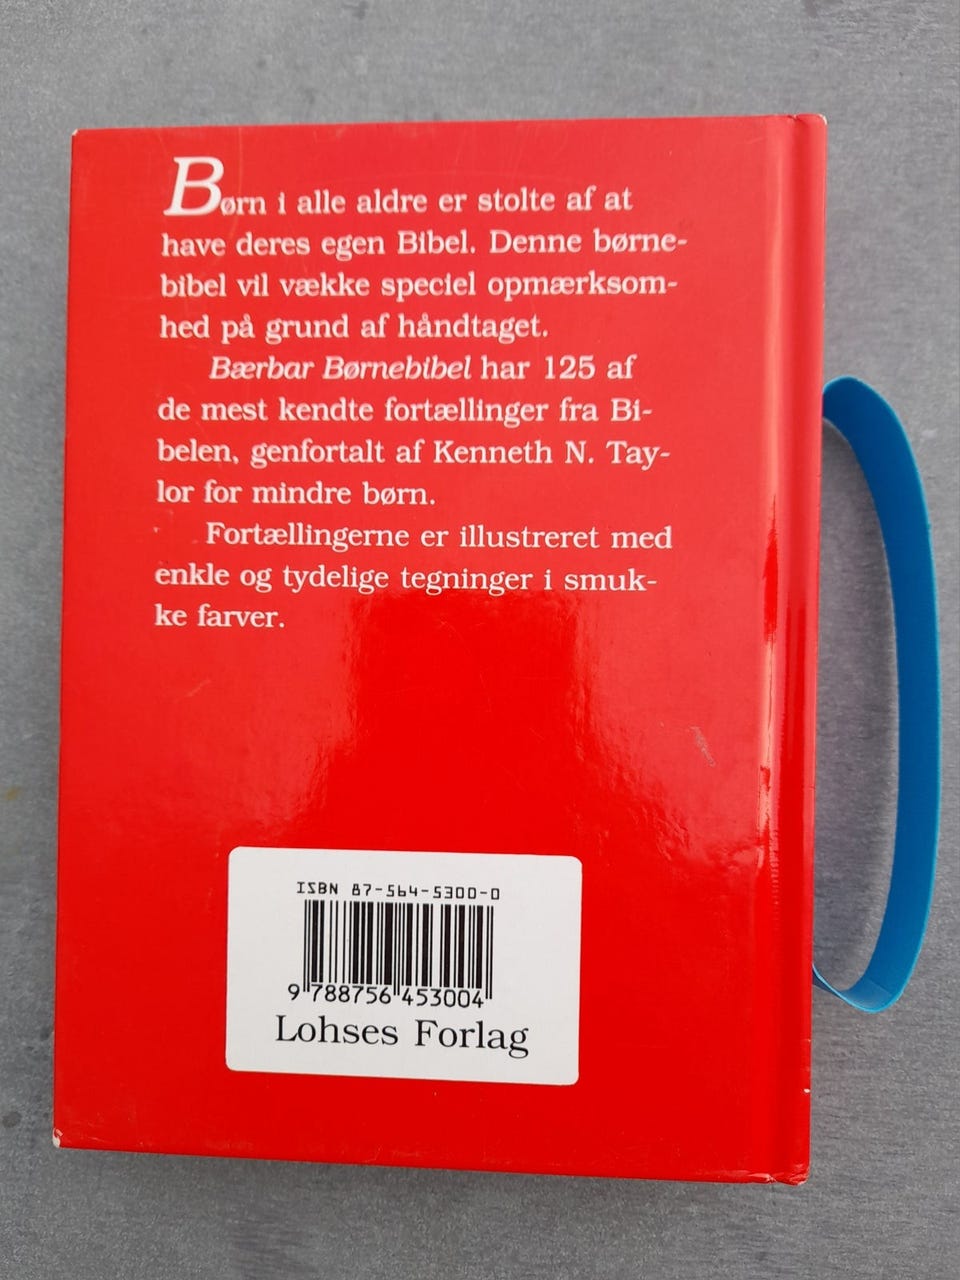 Børn i alle aldre er stolte af at
have deres egen Bibel. Denne børne-
bibel vil vække speciel opmærksom-
hed på grund af håndtaget.
Bærbar Børnebibel har 125 af
de mest kendte fortællinger fra Bi-
belen, genfortalt af Kenneth N. Tay-
lor for mindre børn.
Fortællingerne er illustreret med
enkle og tydelige tegninger i smuk-
ke farver.
ISBN 87-564-5300-0
9 788756 453004
Lohses Forlag